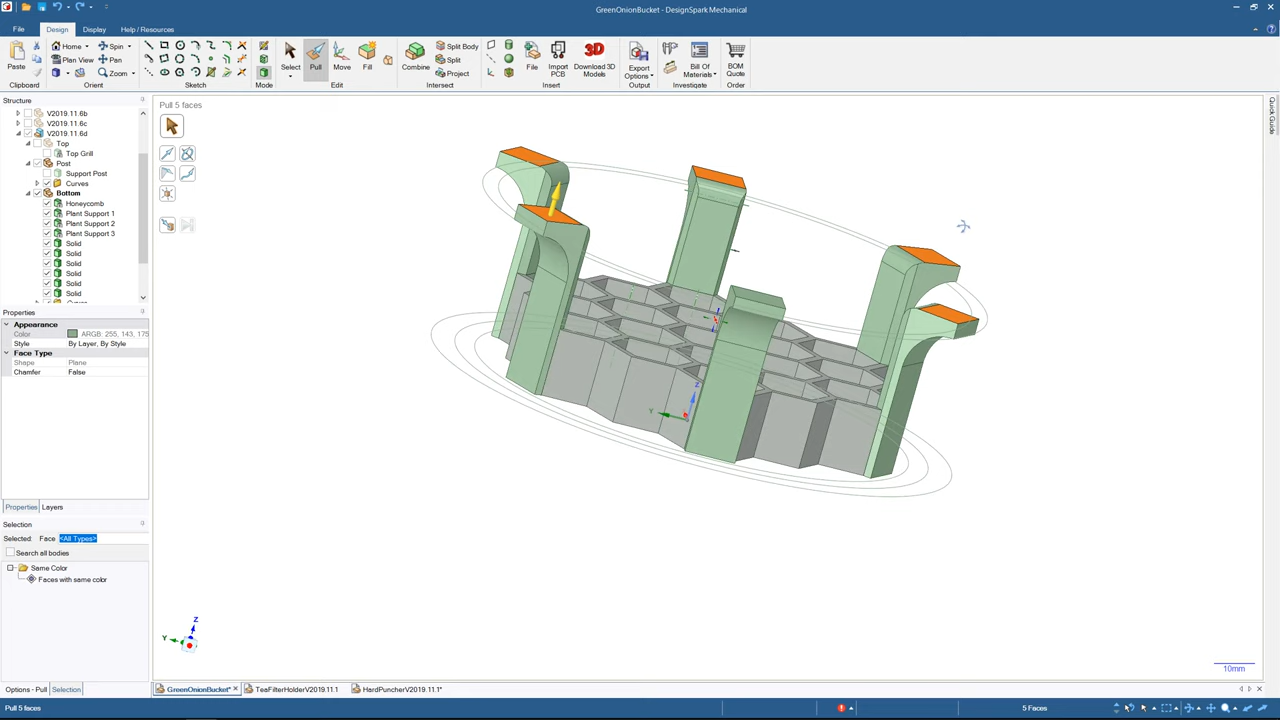 GreenOnionBucket - DesignSpark Mechanical
File Design Display Help / Resources
Paste
Home Spin
Plan View Pan
Zoom
Select Pull Move Fill
Combine
Split Body
Split
Project
File Import PCB Download 3D Models
Export Options
Bill Of Materials
BOM Quote
Clipboard Orient Sketch Mode Edit Intersect Insert Output Investigate Order
Structure
V2019.11.6b
V2019.11.6c
V2019.11.6d
Top
Top Grill
Post
Support Post
Curves
Bottom
Honeycomb
Plant Support 1
Plant Support 2
Plant Support 3
Solid
Solid
Solid
Solid
Solid
Solid
Properties
Appearance
Color ARGB: 255, 143, 175
Style By Layer, By Style
Face Type
Shape Plane
Chamfer False
Properties Layers
Selection
Selected: Face <All Types>
Search all bodies
Same Color
Faces with same color
Options - Pull Selection
Pull 5 faces
Quick Guide
Z
Y
Z
Y
10mm
GreenOnionBucket* TeaFilterHolderV2019.11.1 HardPuncherV2019.11.1*
Pull 5 faces
5 Faces